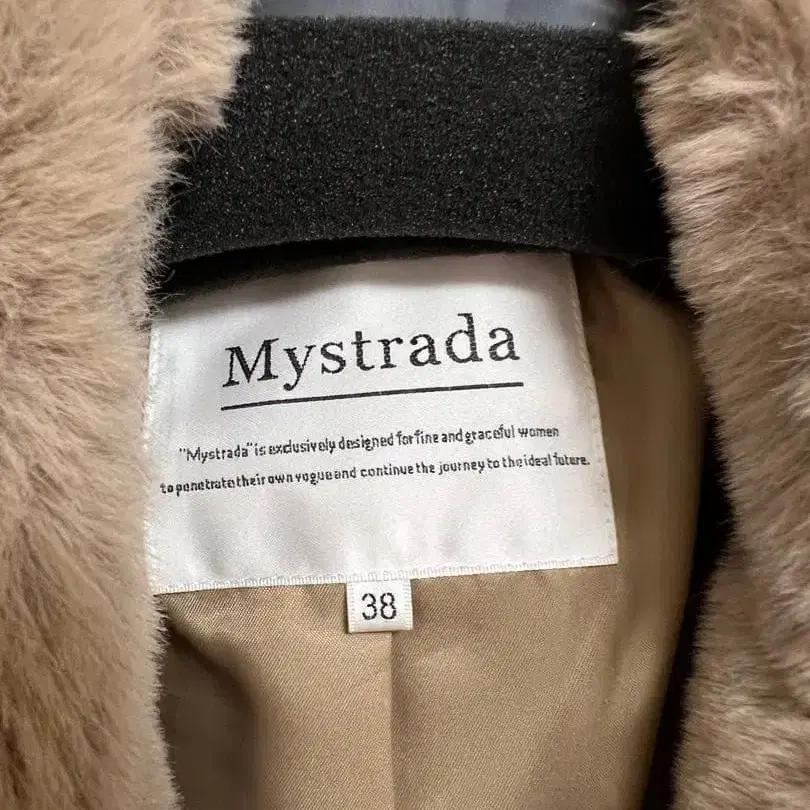 Mystrada
"Mystrada" is exclusively designed for fine and graceful women
to penetrate their own vogue and continue the journey to the ideal future.
38